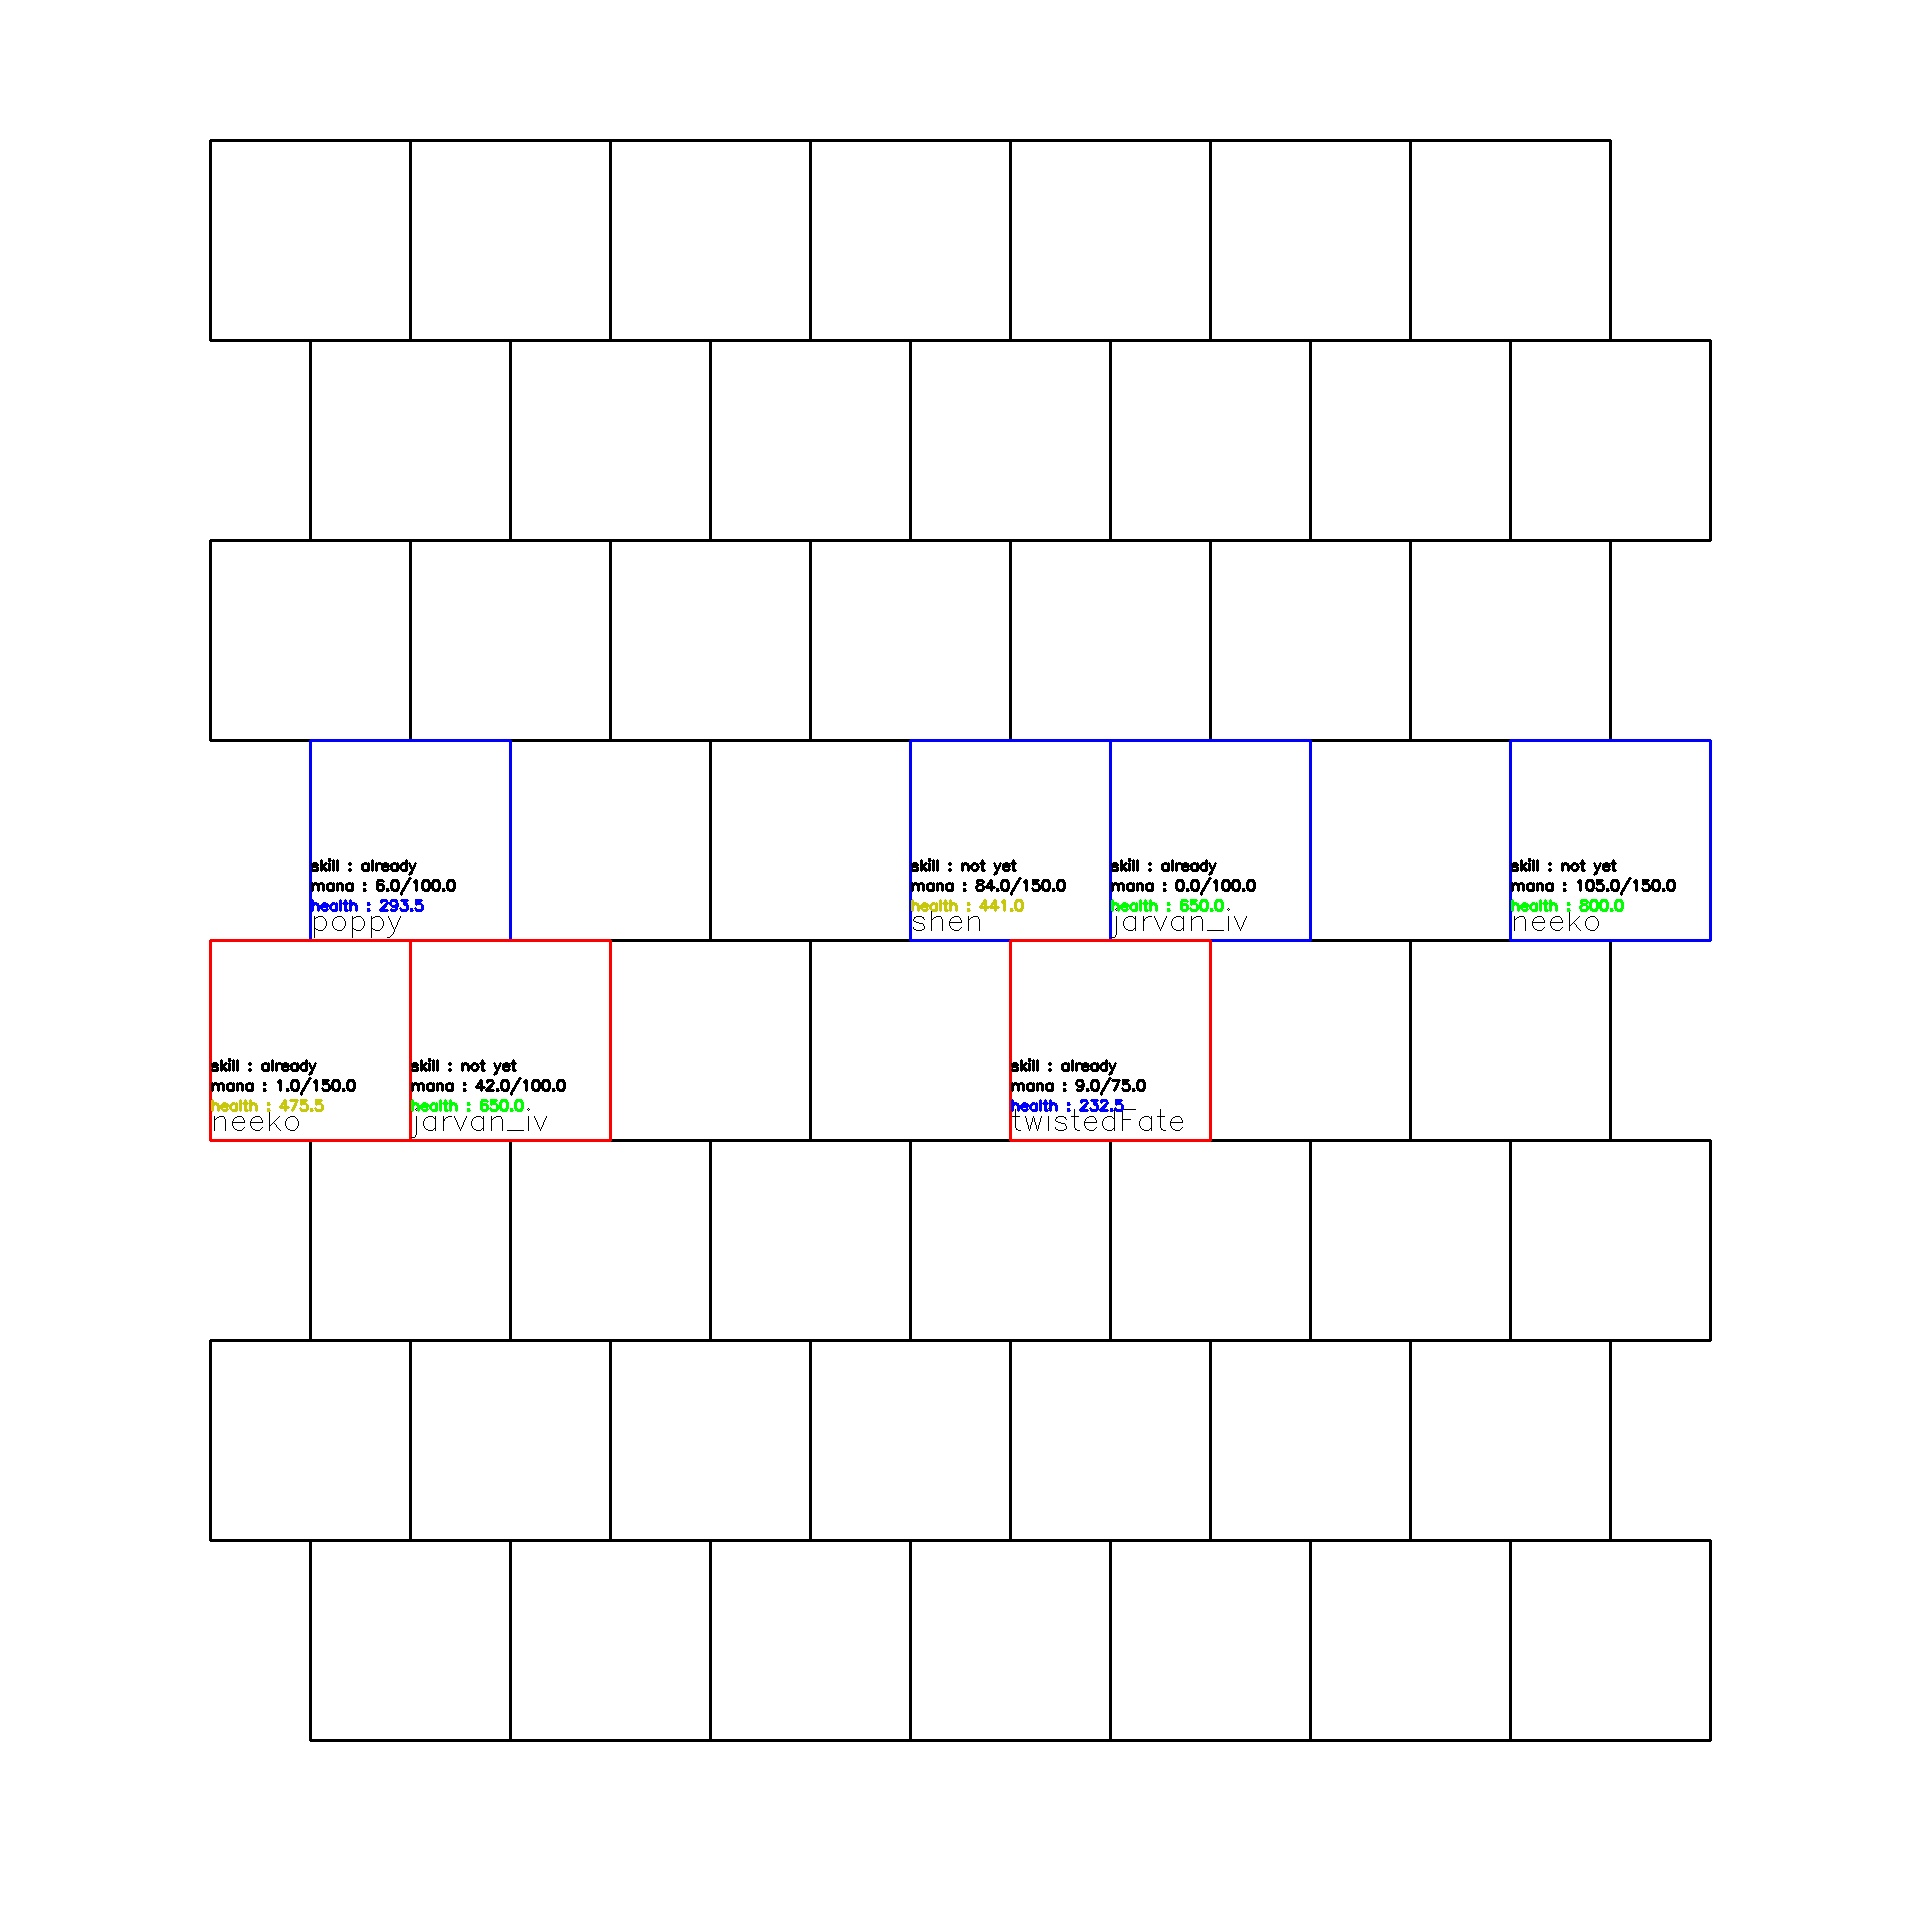 skill : already
mana : 6.0/100.0
health : 293.5
poppy
skill : not yet
mana : 84.0/150.0
health : 441.0
shen
skill : already
mana : 0.0/100.0
health : 650.0
jarvan_iv
skill : not yet
mana : 105.0/150.0
health : 800.0
neeko
skill : already
mana : 1.0/150.0
health : 475.5
neeko
skill : not yet
mana : 42.0/100.0
health : 650.0
jarvan_iv
skill : already
mana : 9.0/75.0
health : 232.5
twistedFate